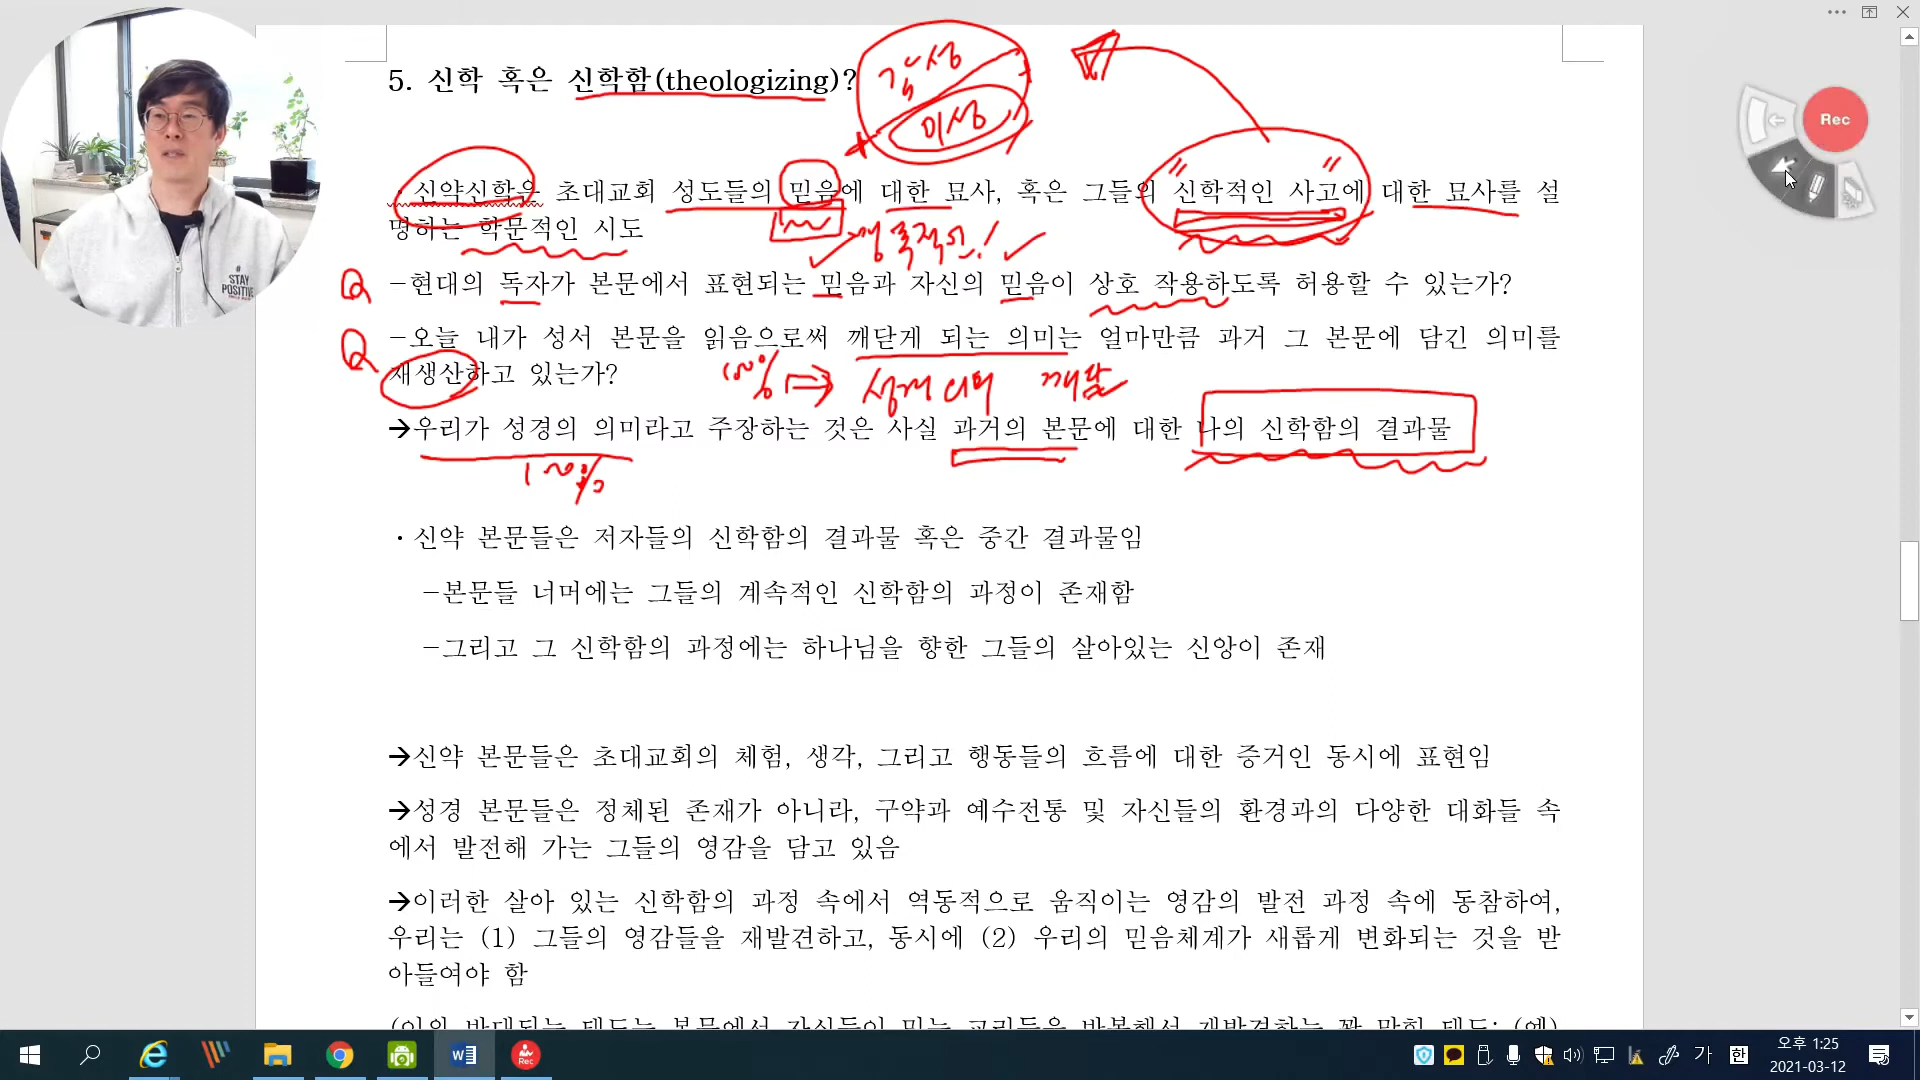 5. 신학 혹은 신학함(theologizing)?
감성
이성
· 신약신학은 초대교회 성도들의 믿음에 대한 묘사, 혹은 그들의 신학적인 사고에 대한 묘사를 설
명하는 학문적인 시도
Q -현대의 독자가 본문에서 표현되는 믿음과 자신의 믿음이 상호 작용하도록 허용할 수 있는가?
Q -오늘 내가 성서 본문을 읽음으로써 깨닫게 되는 의미는 얼마만큼 과거 그 본문에 담긴 의미를
재생산하고 있는가?
100%
→우리가 성경의 의미라고 주장하는 것은 사실 과거의 본문에 대한 나의 신학함의 결과물
100%
· 신약 본문들은 저자들의 신학함의 결과물 혹은 중간 결과물임
-본문들 너머에는 그들의 계속적인 신학함의 과정이 존재함
-그리고 그 신학함의 과정에는 하나님을 향한 그들의 살아있는 신앙이 존재
→신약 본문들은 초대교회의 체험, 생각, 그리고 행동들의 흐름에 대한 증거인 동시에 표현임
→성경 본문들은 정체된 존재가 아니라, 구약과 예수전통 및 자신들의 환경과의 다양한 대화들 속
에서 발전해 가는 그들의 영감을 담고 있음
→이러한 살아 있는 신학함의 과정 속에서 역동적으로 움직이는 영감의 발전 과정 속에 동참하여,
우리는 (1) 그들의 영감들을 재발견하고, 동시에 (2) 우리의 믿음체계가 새롭게 변화되는 것을 받
아들여야 함
# STAY POSITIVE
Rec
Rec
가 한
오후 1:25
2021-03-12